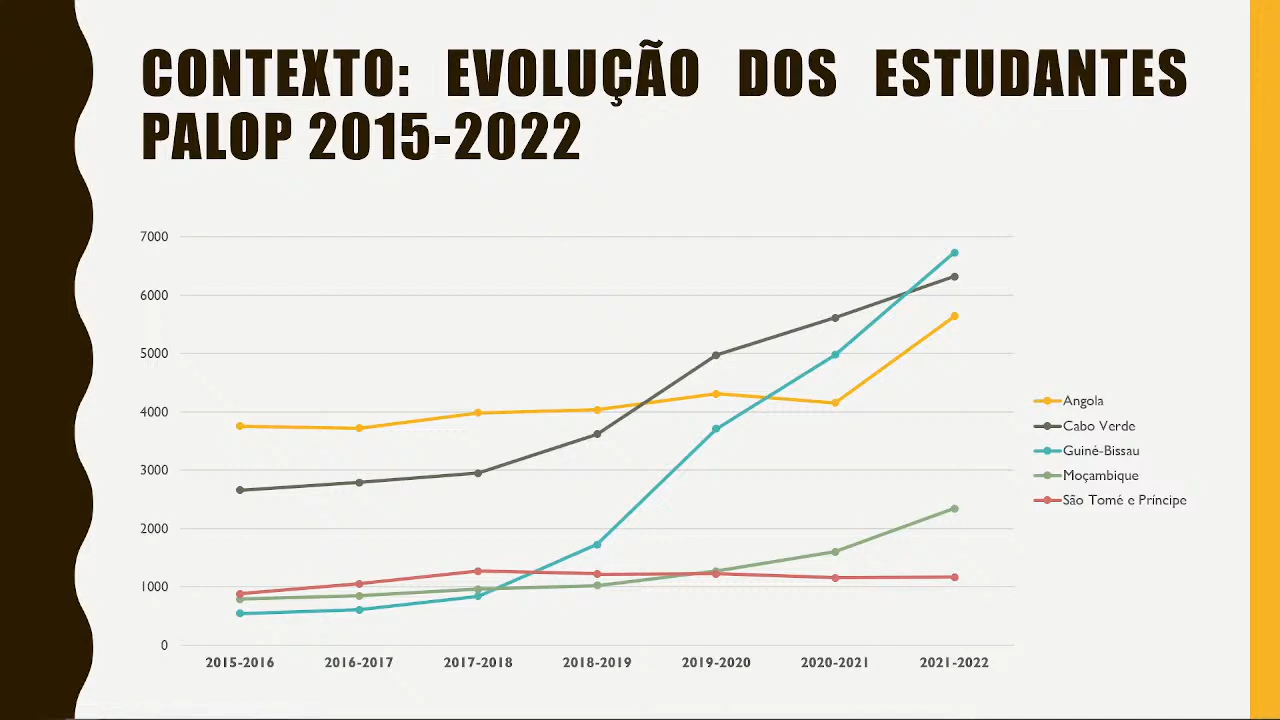 CONTEXTO: EVOLUÇÃO DOS ESTUDANTES
PALOP 2015-2022
7000
6000
5000
4000
3000
2000
1000
0
2015-2016 2016-2017 2017-2018 2018-2019 2019-2020 2020-2021 2021-2022
Angola
Cabo Verde
Guiné-Bissau
Moçambique
São Tomé e Príncipe